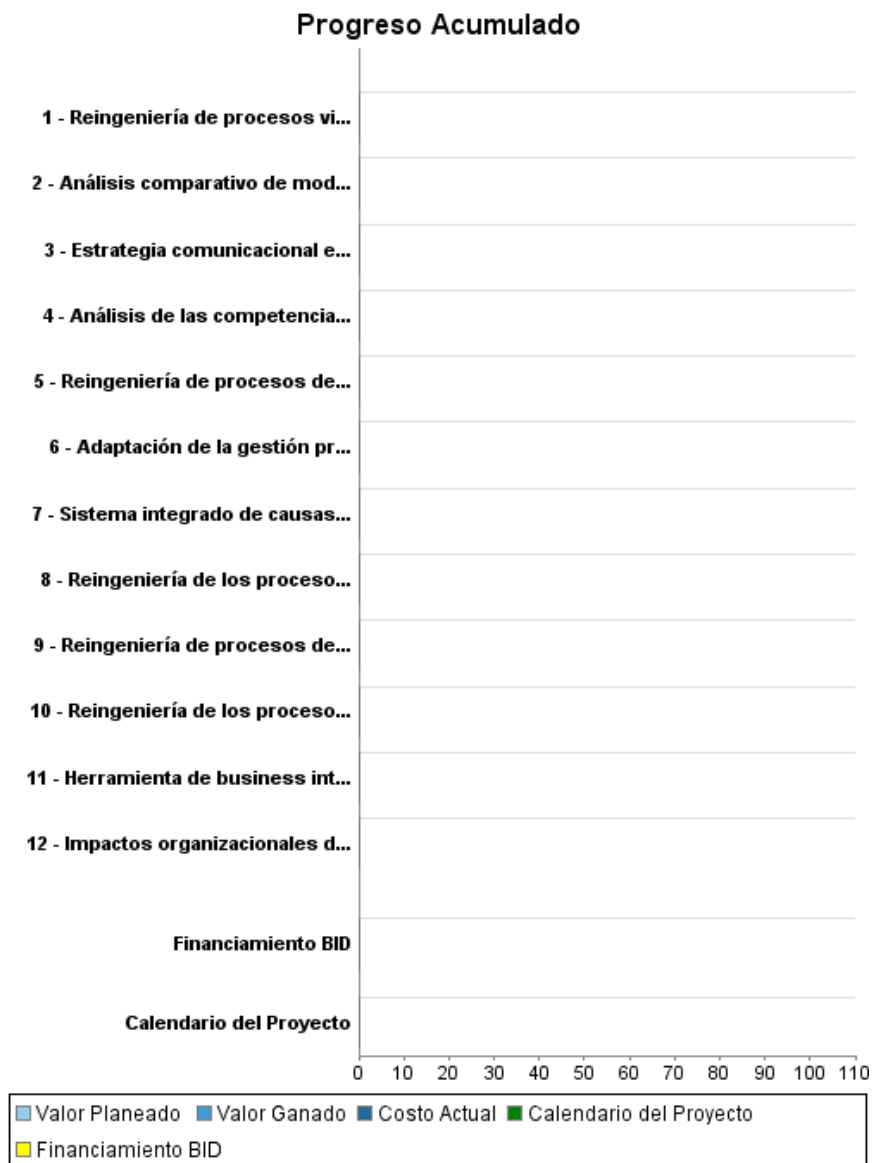 Progreso Acumulado
1 - Reingeniería de procesos vi...
2 - Análisis comparativo de mod...
3 - Estrategia comunicacional e...
4 - Análisis de las competencia...
5 - Reingeniería de procesos de...
6 - Adaptación de la gestión pr...
7 - Sistema integrado de causas...
8 - Reingeniería de los proceso...
9 - Reingeniería de procesos de...
10 - Reingeniería de los proceso...
11 - Herramienta de business int...
12 - Impactos organizacionales d...
Financiamiento BID
Calendario del Proyecto
0 10 20 30 40 50 60 70 80 90 100 110
Valor Planeado Valor Ganado Costo Actual Calendario del Proyecto
Financiamiento BID